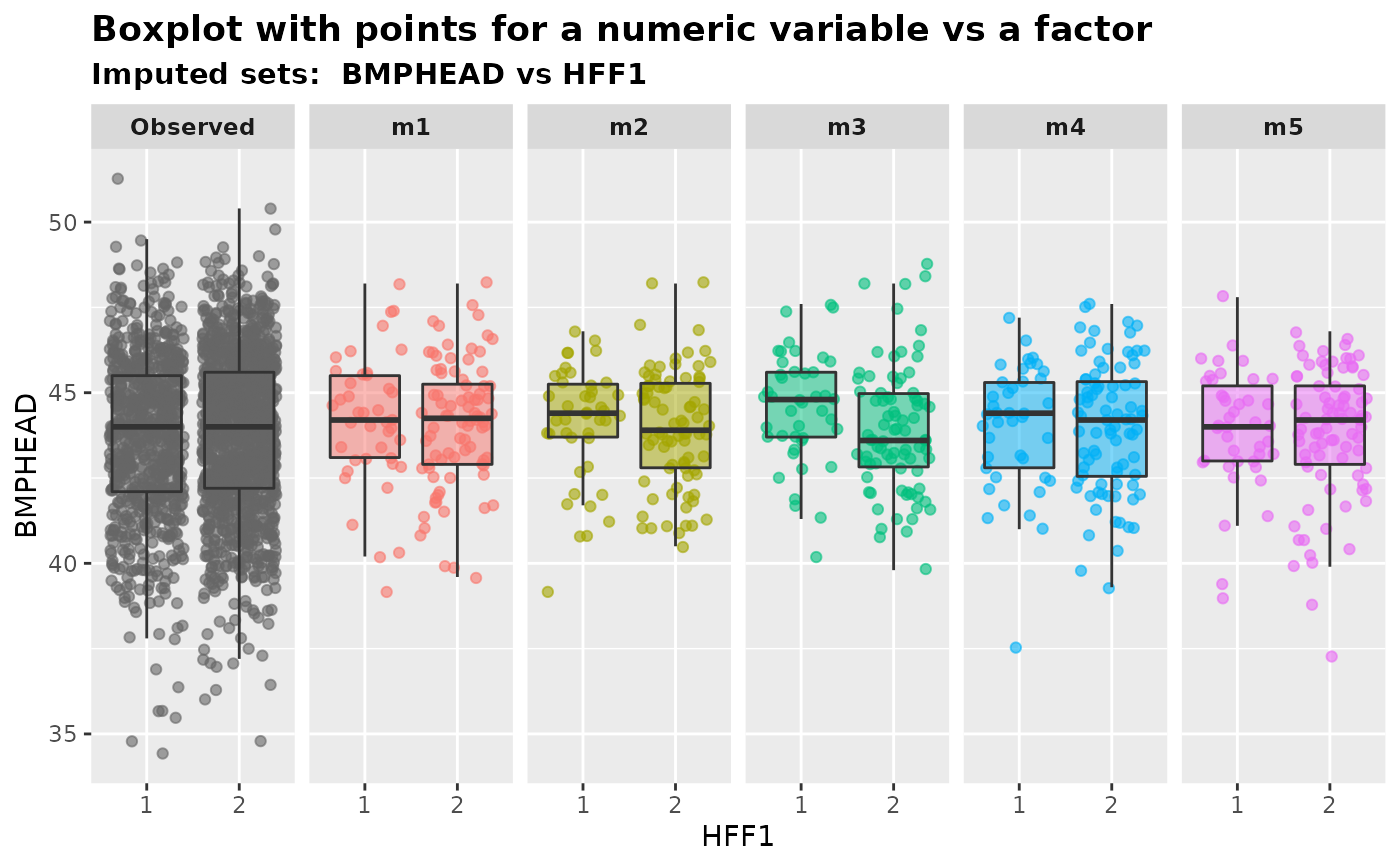 Boxplot with points for a numeric variable vs a factor
Imputed sets:  BMPHEAD vs HFF1
Observed m1 m2 m3 m4 m5
50
45
40
35
BMPHEAD
1 2 1 2 1 2 1 2 1 2 1 2
HFF1